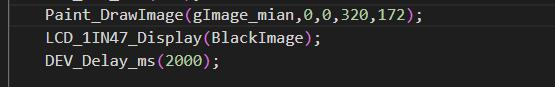 Paint_DrawImage(gImage_mian,0,0,320,172);
LCD_1IN47_Display(BlackImage);
DEV_Delay_ms(2000);